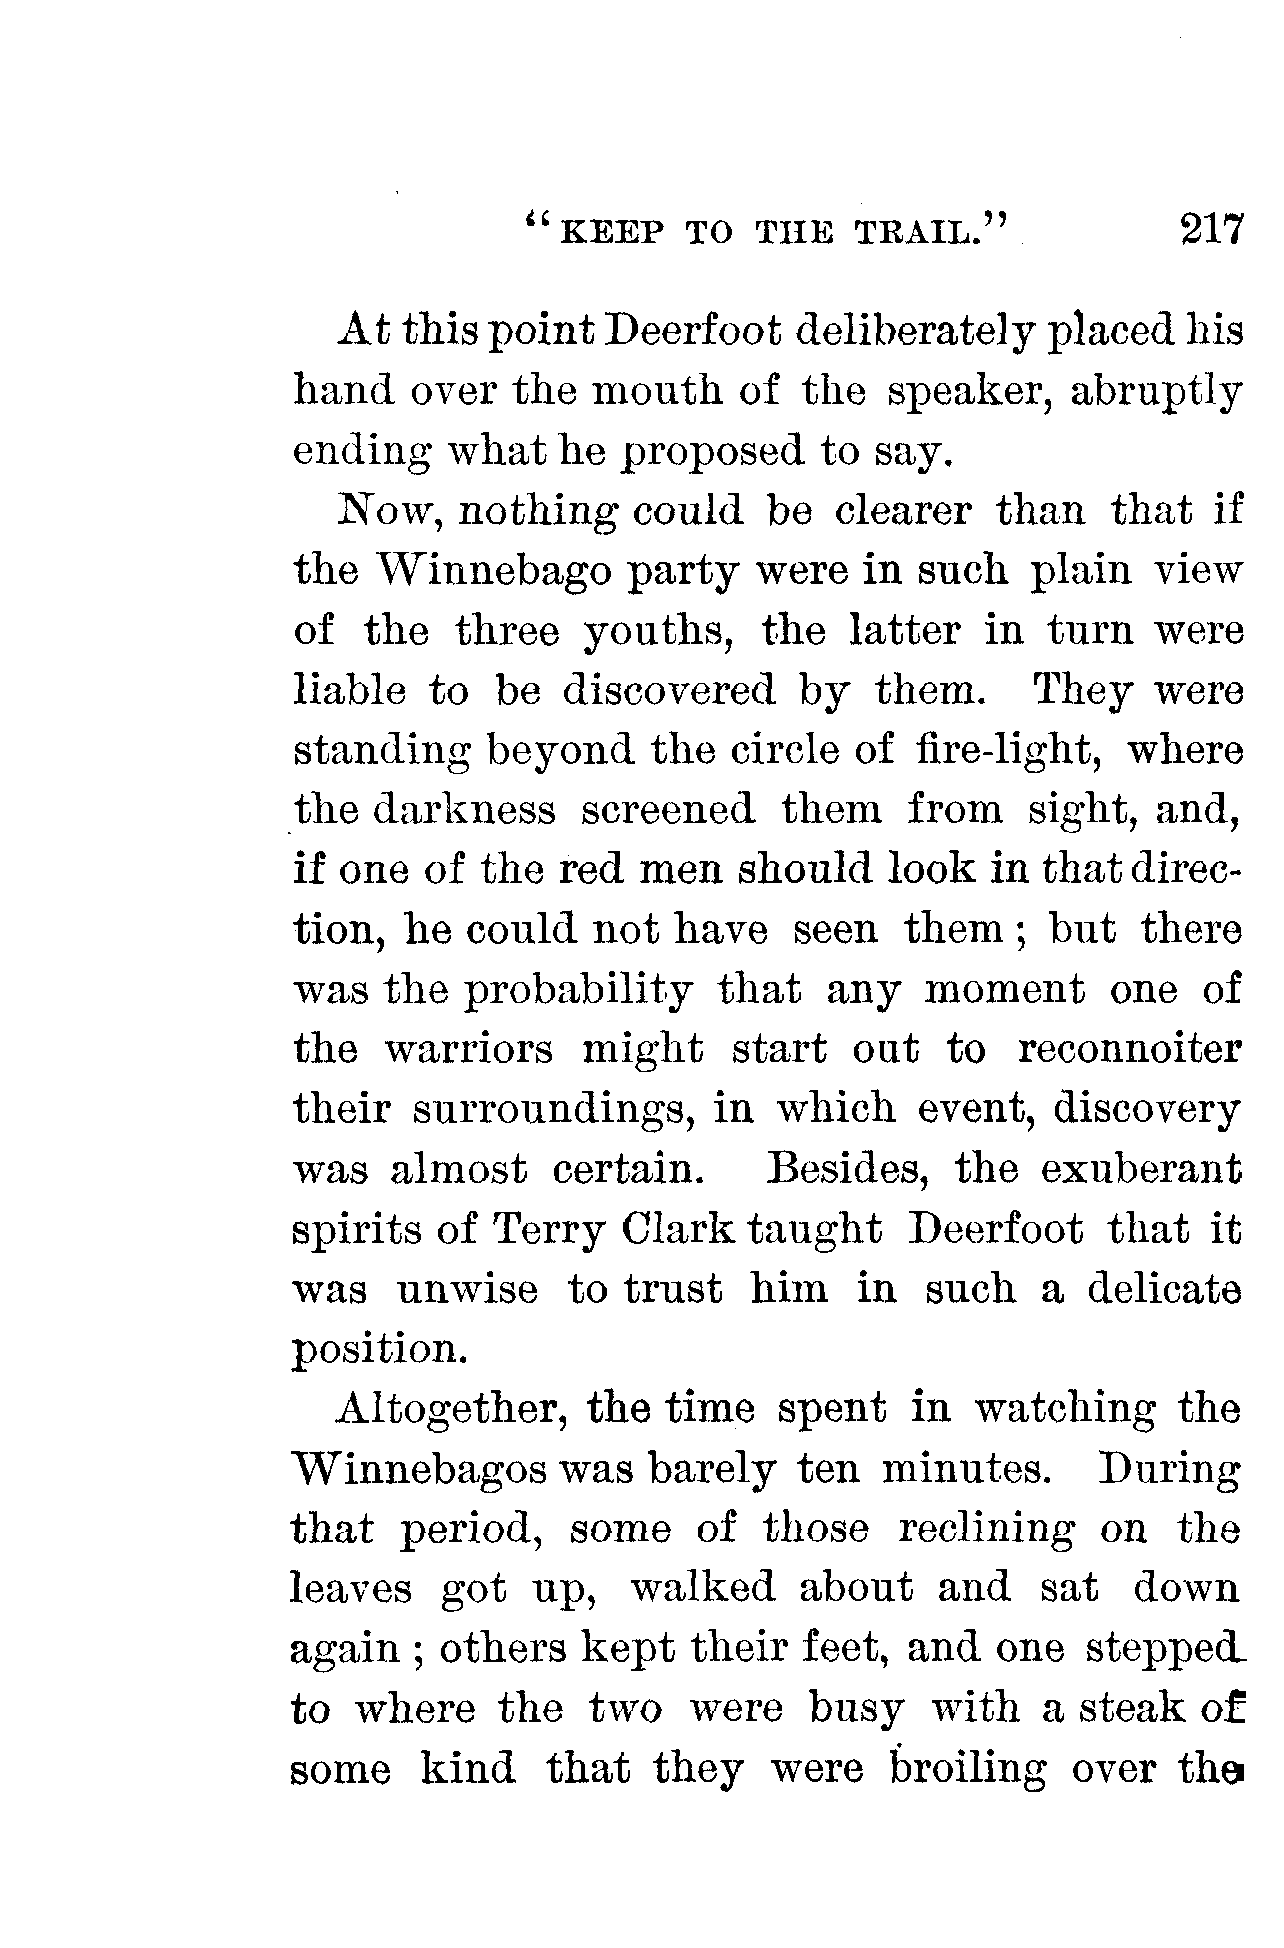 “ KEEP TO THE TRAIL.” 217
At this point Deerfoot deliberately placed his
hand over the mouth of the speaker, abruptly
ending what he proposed to say.
Now, nothing could be clearer than that if
the Winnebago party were in such plain view
of the three youths, the latter in turn were
liable to be discovered by them. They were
standing beyond the circle of fire-light, where
the darkness screened them from sight, and,
if one of the red men should look in that direc-
tion, he could not have seen them ; but there
was the probability that any moment one of
the warriors might start out to reconnoiter
their surroundings, in which event, discovery
was almost certain. Besides, the exuberant
spirits of Terry Clark taught Deerfoot that it
was unwise to trust him in such a delicate
position.
Altogether, the time spent in watching the
Winnebagos was barely ten minutes. During
that period, some of those reclining on the
leaves got up, walked about and sat down
again ; others kept their feet, and one stepped
to where the two were busy with a steak of
some kind that they were broiling over the